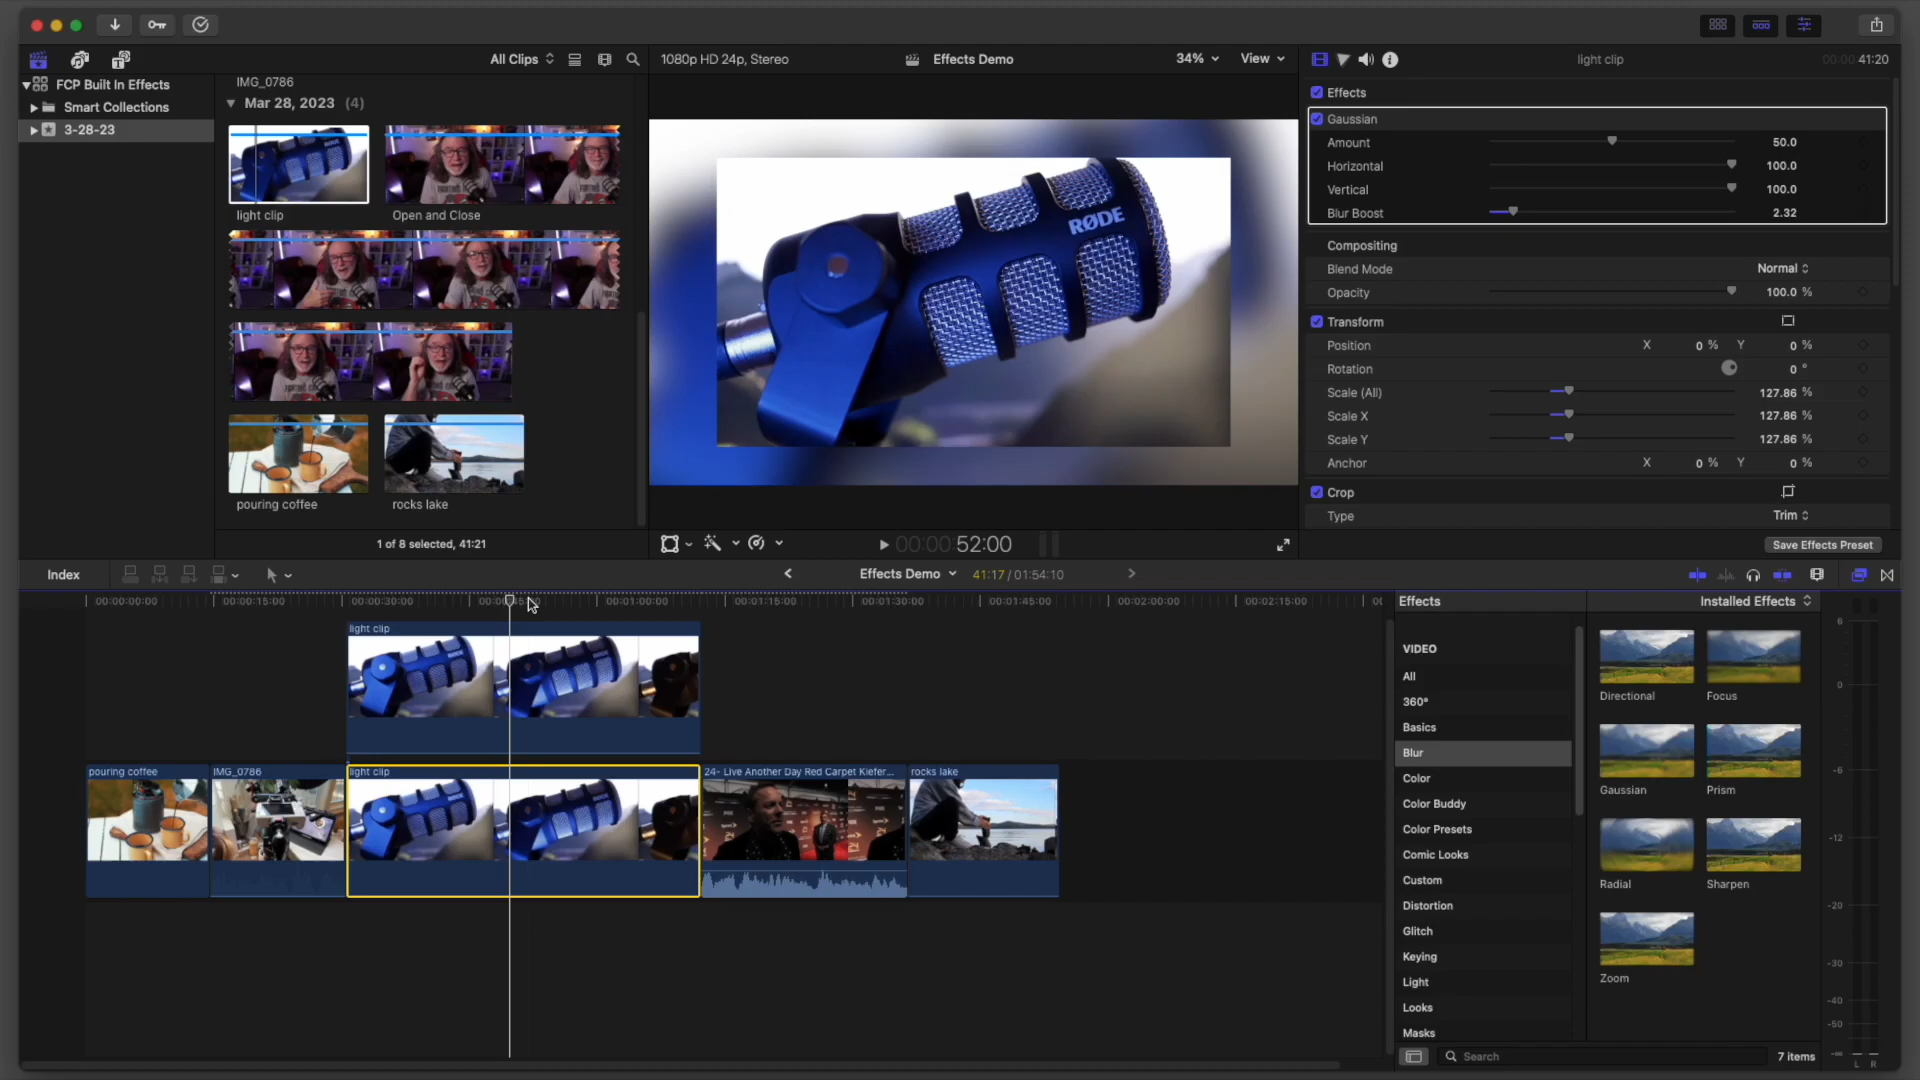 All Clips
1080p HD 24p, Stereo
Effects Demo
34%
View
light clip
00:00:41:20
FCP Built In Effects
Smart Collections
3-28-23
IMG_0786
Mar 28, 2023 (4)
light clip
Open and Close
pouring coffee
rocks lake
1 of 8 selected, 41:21
RØDE
00:00:52:00
Effects
Gaussian
Amount 50.0
Horizontal 100.0
Vertical 100.0
Blur Boost 2.32
Compositing
Blend Mode Normal
Opacity 100.0 %
Transform
Position X 0 % Y 0 %
Rotation 0 °
Scale (All) 127.86 %
Scale X 127.86 %
Scale Y 127.86 %
Anchor X 0 % Y 0 %
Crop
Type Trim
Save Effects Preset
Index
Effects Demo
41:17 / 01:54:10
00:00:00:00 00:00:15:00 00:00:30:00 00:01:00:00 00:01:15:00 00:01:30:00 00:01:45:00 00:02:00:00 00:02:15:00
light clip
pouring coffee
IMG_0786
light clip
24- Live Another Day Red Carpet Kiefer...
rocks lake
Effects
Installed Effects
VIDEO
All
360°
Basics
Blur
Color
Color Buddy
Color Presets
Comic Looks
Custom
Distortion
Glitch
Keying
Light
Looks
Masks
Directional
Focus
Gaussian
Prism
Radial
Sharpen
Zoom
Search
7 items
6
0
-6
-12
-20
-30
-40
-50
-∞
L R